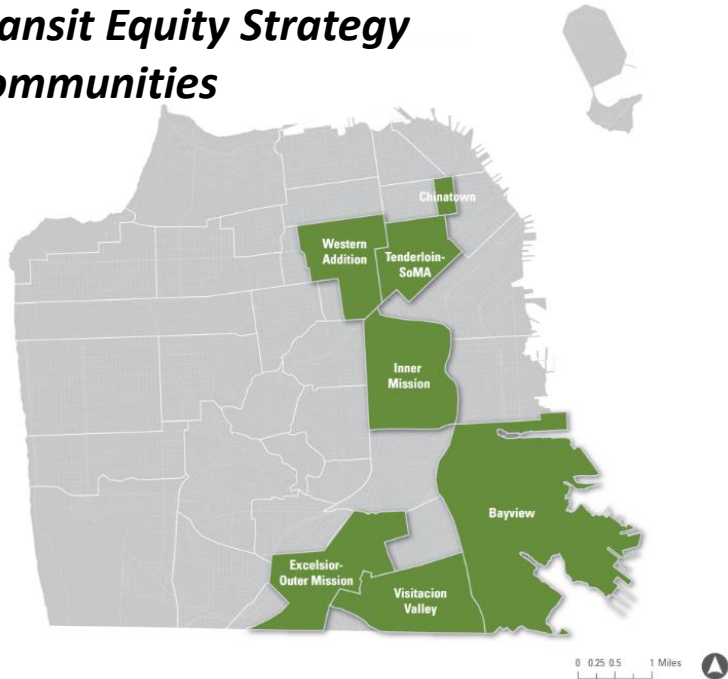 ansit Equity Strategy
ommunities
Chinatown
Western
Addition
Tenderloin-
SoMA
Inner
Mission
Bayview
Excelsior-
Outer Mission
Visitacion
Valley
0 0.25 0.5 1 Miles